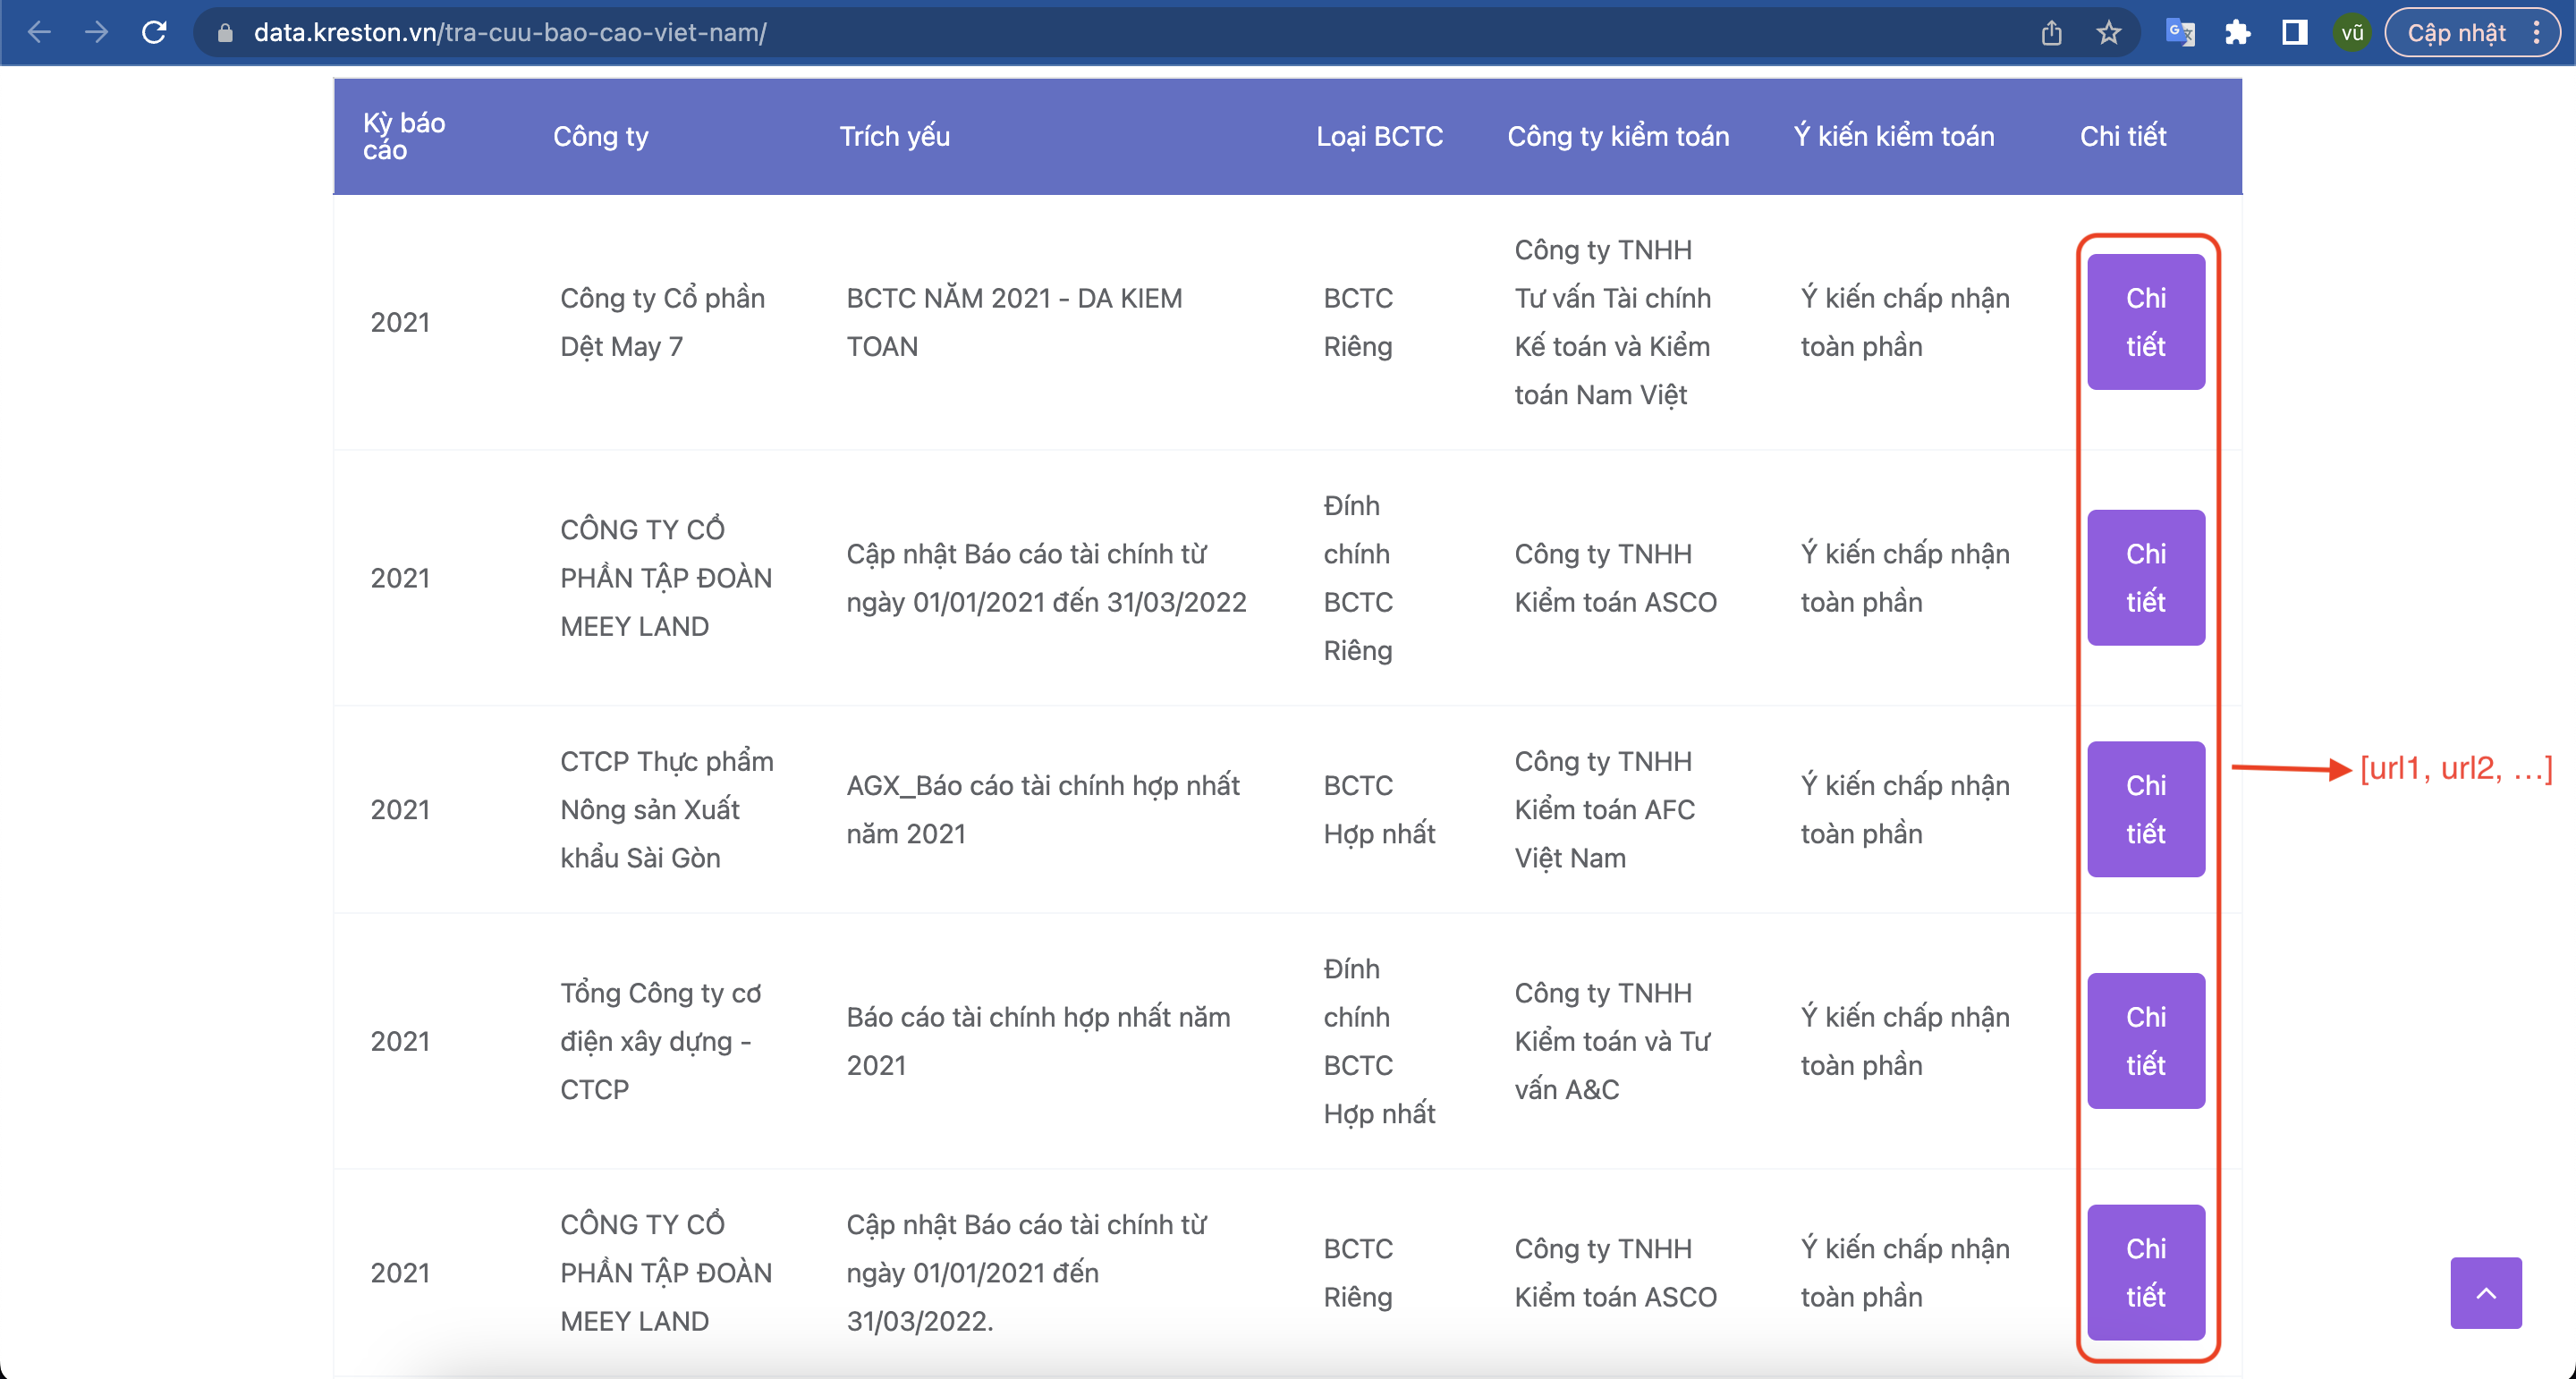 data.kreston.vn/tra-cuu-bao-cao-viet-nam/
vũ
Cập nhật
Kỳ báo
cáo
Công ty
Trích yếu
Loại BCTC
Công ty kiểm toán
Ý kiến kiểm toán
Chi tiết
2021
Công ty Cổ phần
Dệt May 7
BCTC NĂM 2021 - DA KIEM
TOAN
BCTC
Riêng
Công ty TNHH
Tư vấn Tài chính
Kế toán và Kiểm
toán Nam Việt
Ý kiến chấp nhận
toàn phần
Chi
tiết
2021
CÔNG TY CỔ
PHẦN TẬP ĐOÀN
MEEY LAND
Cập nhật Báo cáo tài chính từ
ngày 01/01/2021 đến 31/03/2022
Đính
chính
BCTC
Riêng
Công ty TNHH
Kiểm toán ASCO
Ý kiến chấp nhận
toàn phần
Chi
tiết
2021
CTCP Thực phẩm
Nông sản Xuất
khẩu Sài Gòn
AGX_Báo cáo tài chính hợp nhất
năm 2021
BCTC
Hợp nhất
Công ty TNHH
Kiểm toán AFC
Việt Nam
Ý kiến chấp nhận
toàn phần
Chi
tiết
[url1, url2, ...]
2021
Tổng Công ty cơ
điện xây dựng -
CTCP
Báo cáo tài chính hợp nhất năm
2021
Đính
chính
BCTC
Hợp nhất
Công ty TNHH
Kiểm toán và Tư
vấn A&C
Ý kiến chấp nhận
toàn phần
Chi
tiết
2021
CÔNG TY CỔ
PHẦN TẬP ĐOÀN
MEEY LAND
Cập nhật Báo cáo tài chính từ
ngày 01/01/2021 đến
31/03/2022.
BCTC
Riêng
Công ty TNHH
Kiểm toán ASCO
Ý kiến chấp nhận
toàn phần
Chi
tiết